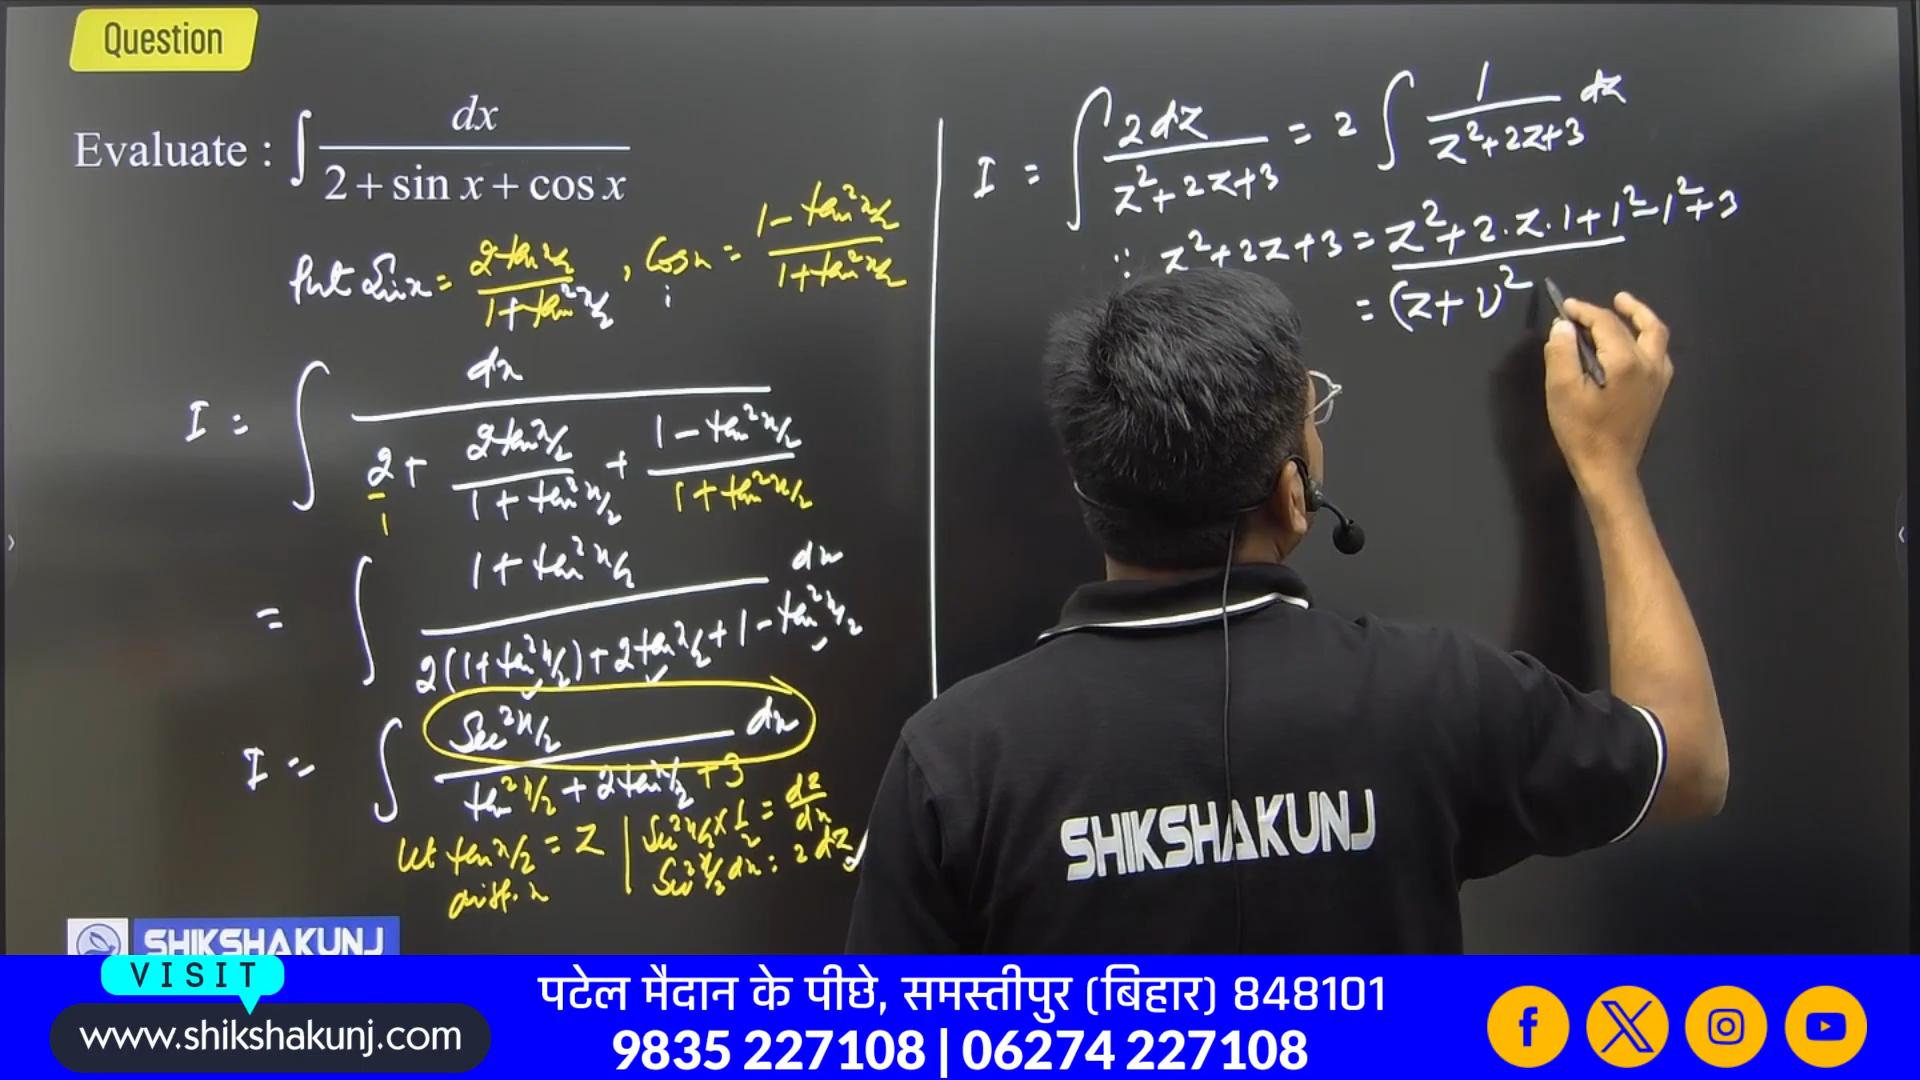 Question
Evaluate : ∫ dx / (2 + sin x + cos x)
Put Sinx = 2tan x/2 / (1+tan² x/2) , Cosx = (1 - tan² x/2) / (1+tan² x/2)
I = ∫ dx / (2/1 + 2tan x/2 / (1+tan² x/2) + (1 - tan² x/2) / (1+tan² x/2))
= ∫ (1 + tan² x/2) / (2(1+tan² x/2) + 2tan x/2 + 1 - tan² x/2) dx
I = ∫ Sec² x/2 / (tan² x/2 + 2tan x/2 + 3) dx
let tan x/2 = z | Sec² x/2 × 1/2 = dz/dx
diff. x | Sec² x/2 dx = 2dz
I = ∫ 2dz / (z²+2z+3) = 2 ∫ 1 / (z²+2z+3) dz
∵ z²+2z+3 = z²+2·z·1+1²-1²+3
= (z+1)²
SHIKSHAKUNJ
SHIKSHAKUNJ
VISIT
www.shikshakunj.com
पटेल मैदान के पीछे, समस्तीपुर (बिहार) 848101
9835 227108 | 06274 227108